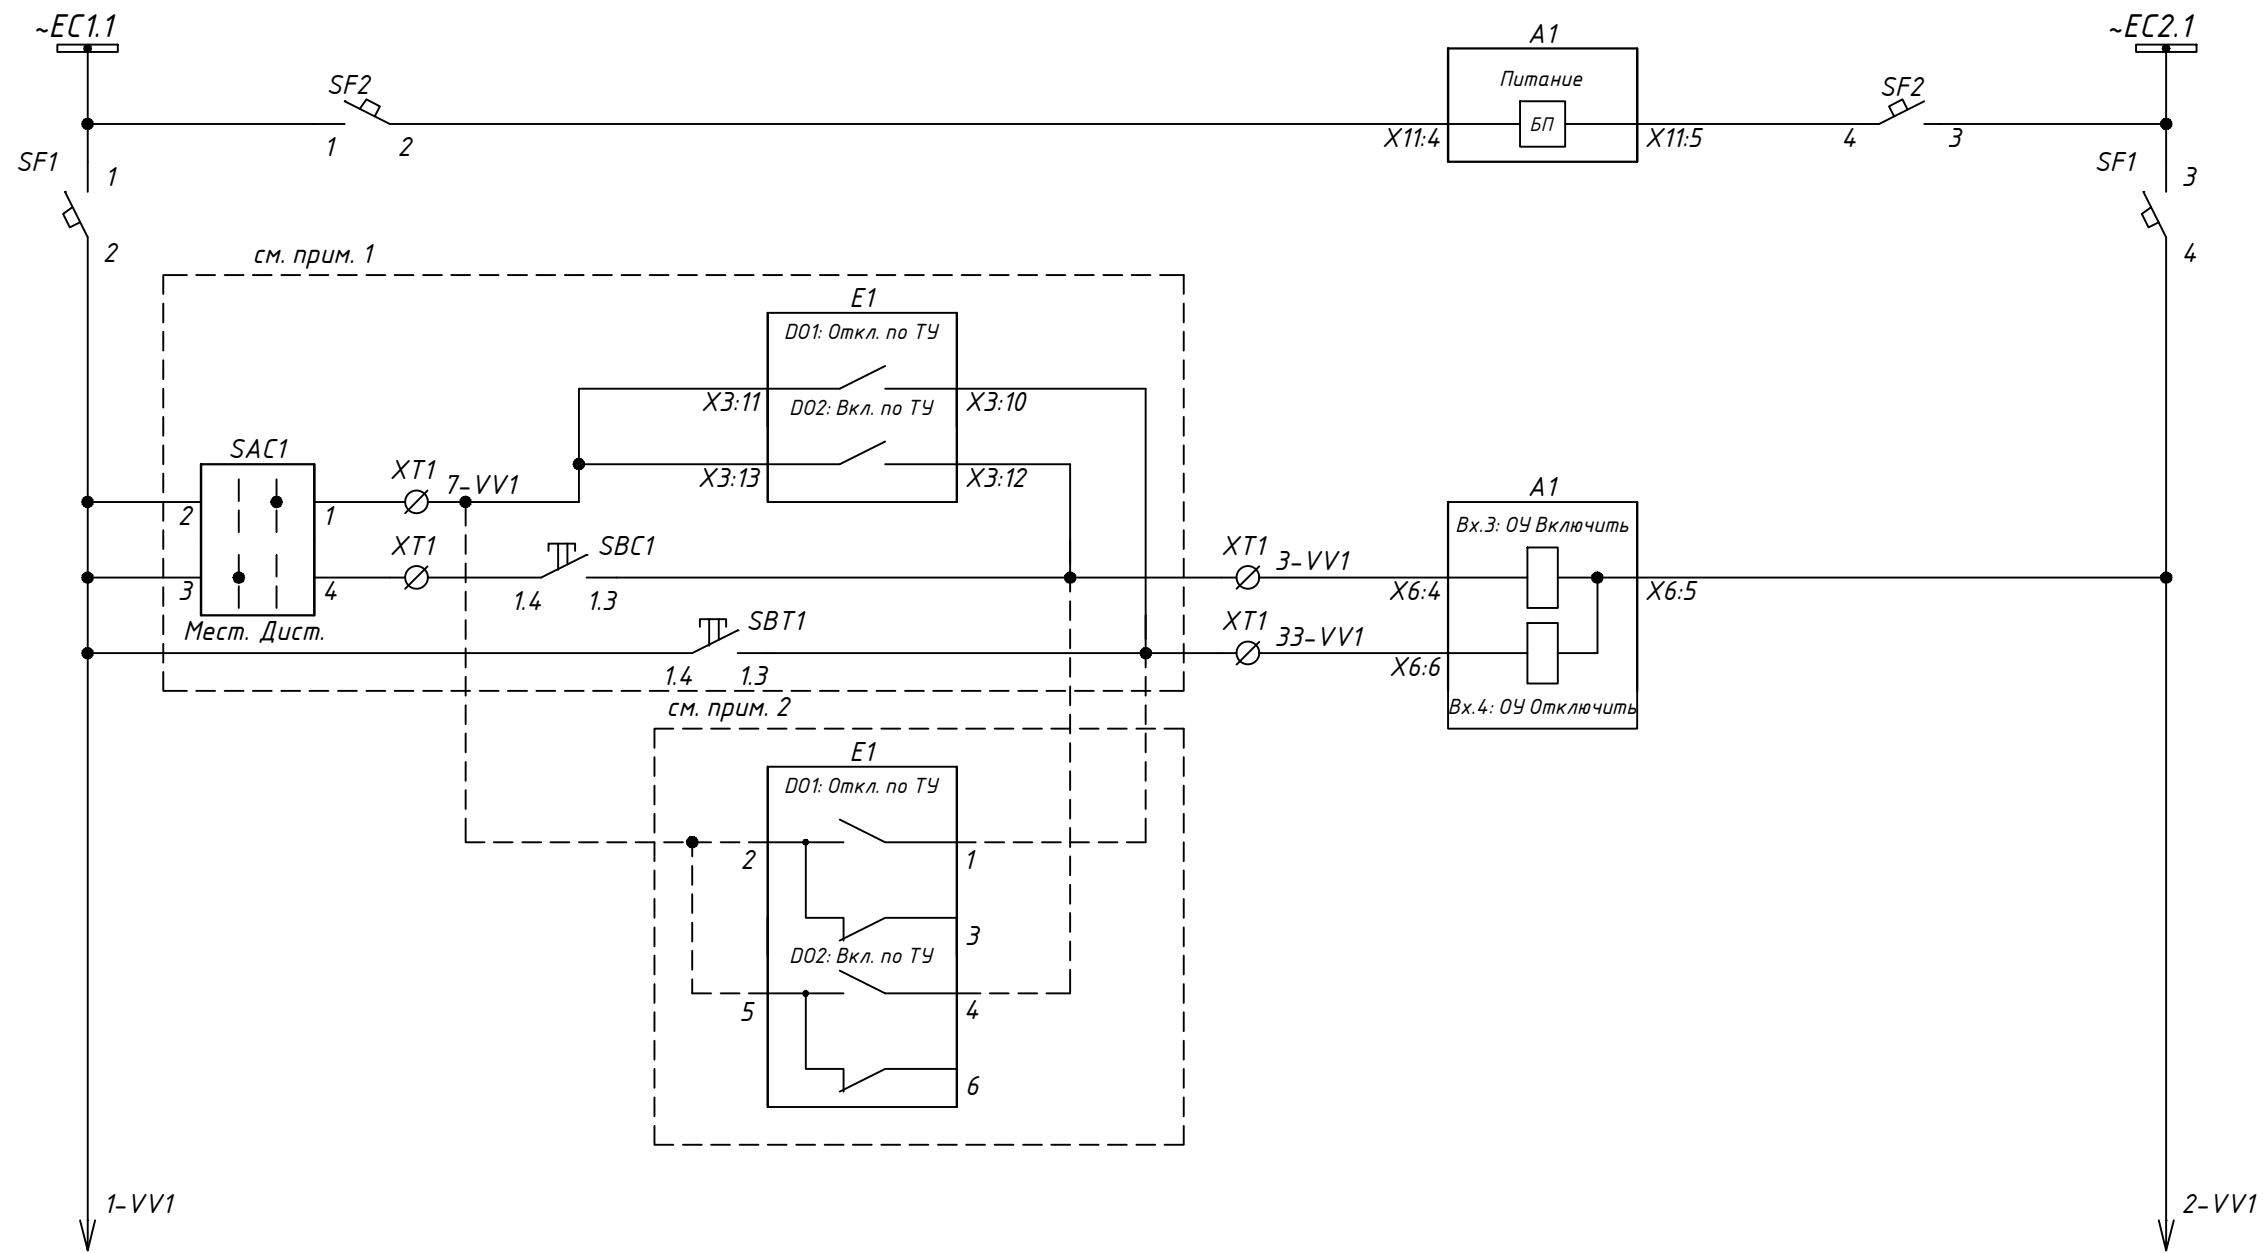 ~EC1.1
~EC2.1
A1
Питание
БП
SF2
1
2
X11:4
X11:5
SF2
4
3
SF1
1
2
SF1
3
4
см. прим. 1
E1
DO1: Откл. по ТУ
X3:11
X3:10
DO2: Вкл. по ТУ
X3:13
X3:12
SAC1
2
1
3
4
Мест. Дист.
XT1
7-VV1
XT1
SBC1
1.4
1.3
SBT1
1.4
1.3
XT1
3-VV1
XT1
33-VV1
A1
Вх.3: ОУ Включить
X6:4
X6:5
X6:6
Вх.4: ОУ Отключить
см. прим. 2
E1
DO1: Откл. по ТУ
2
1
3
DO2: Вкл. по ТУ
5
4
6
1-VV1
2-VV1